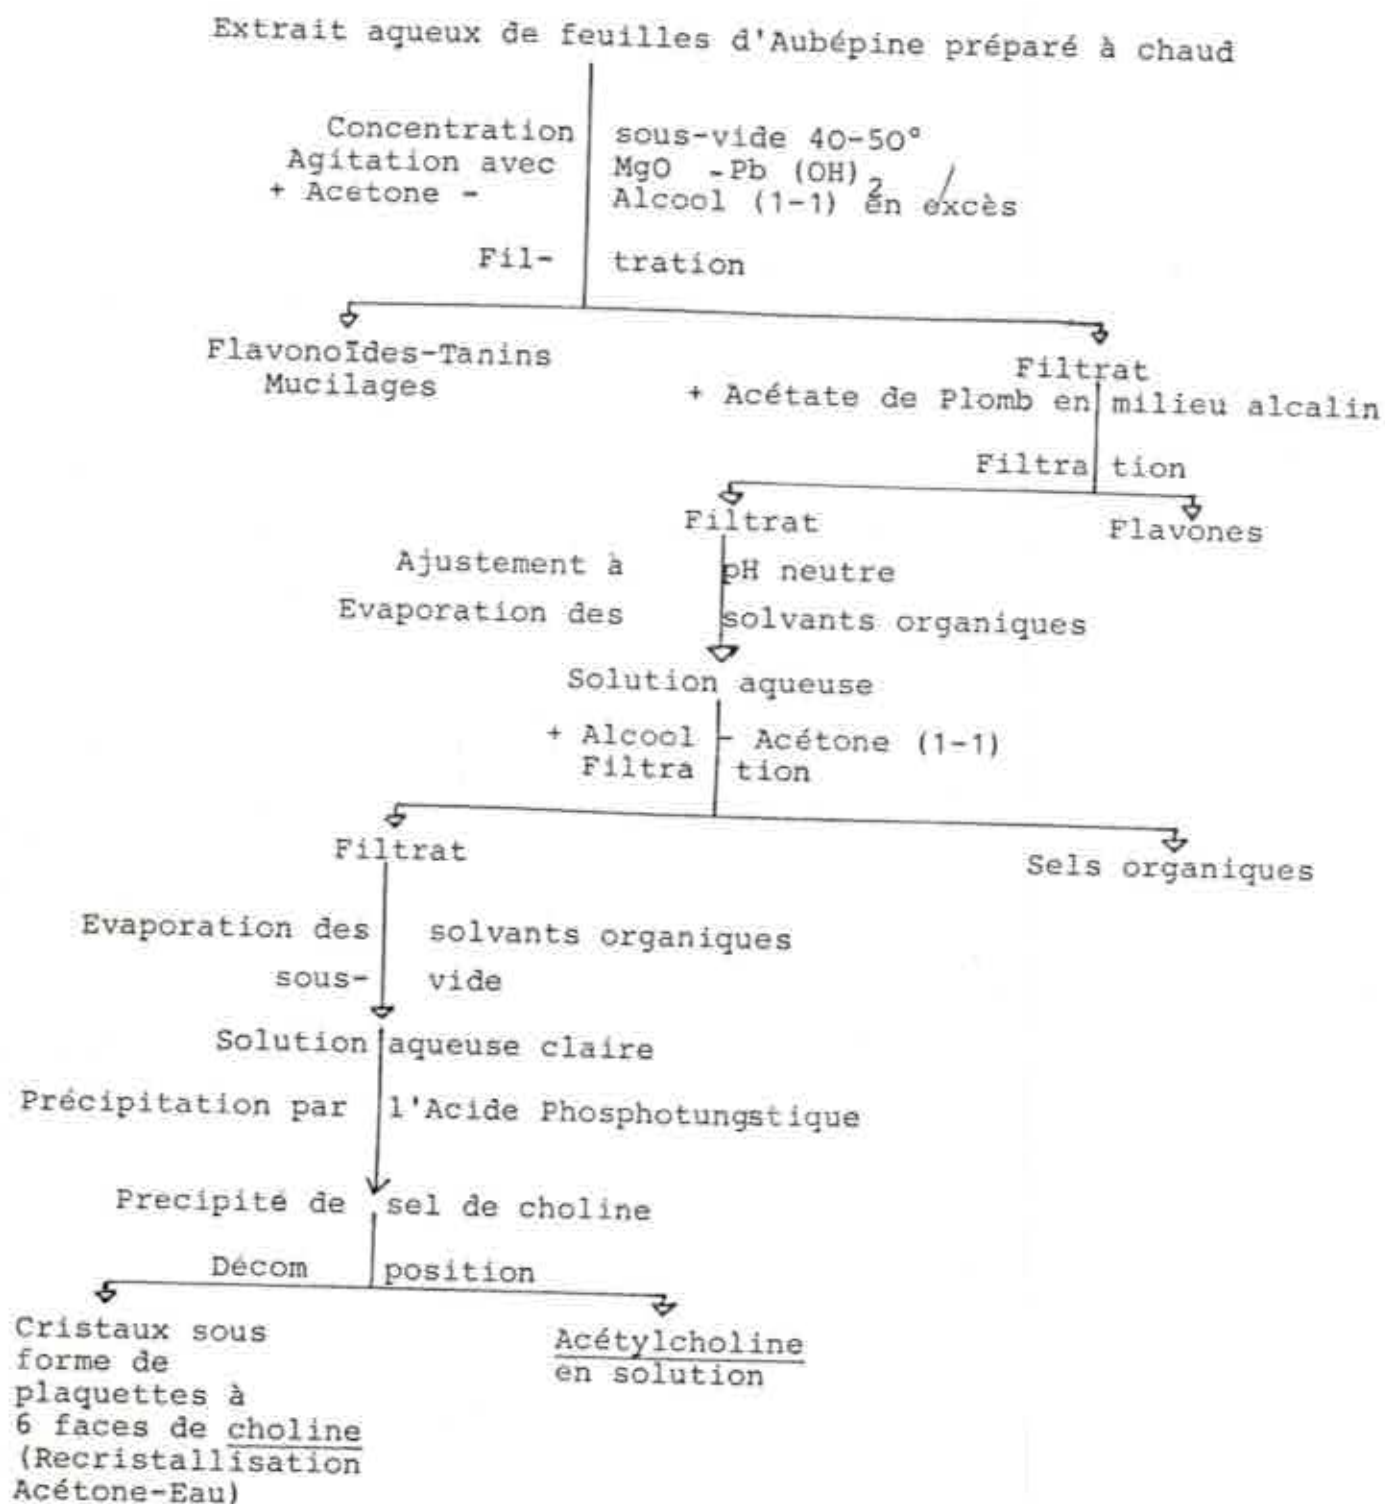 Extrait aqueux de feuilles d'Aubépine préparé à chaud
Concentration sous-vide 40-50°
Agitation avec MgO -Pb (OH)2
+ Acetone - Alcool (1-1) en excès
Fil- tration
Flavonoïdes-Tanins
Mucilages
Filtrat
+ Acétate de Plomb en milieu alcalin
Filtra tion
Filtrat
Flavones
Ajustement à pH neutre
Evaporation des solvants organiques
Solution aqueuse
+ Alcool - Acétone (1-1)
Filtra tion
Filtrat
Sels organiques
Evaporation des solvants organiques
sous- vide
Solution aqueuse claire
Précipitation par l'Acide Phosphotungstique
Precipité de sel de choline
Décom position
Cristaux sous
forme de
plaquettes à
6 faces de choline
(Recristallisation
Acétone-Eau)
Acétylcholine
en solution